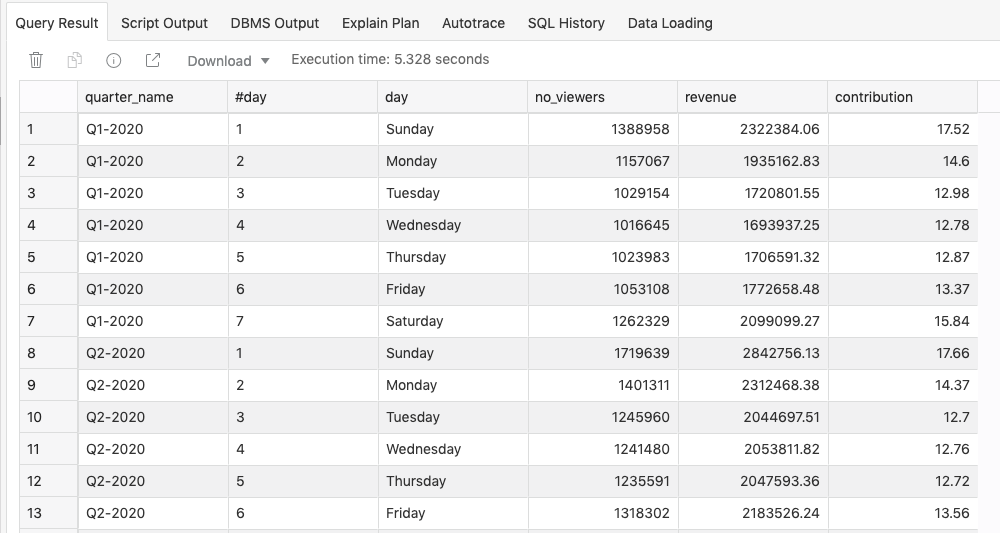 Query Result Script Output DBMS Output Explain Plan Autotrace SQL History Data Loading
Download Execution time: 5.328 seconds
quarter_name #day day no_viewers revenue contribution
1 Q1-2020 1 Sunday 1388958 2322384.06 17.52
2 Q1-2020 2 Monday 1157067 1935162.83 14.6
3 Q1-2020 3 Tuesday 1029154 1720801.55 12.98
4 Q1-2020 4 Wednesday 1016645 1693937.25 12.78
5 Q1-2020 5 Thursday 1023983 1706591.32 12.87
6 Q1-2020 6 Friday 1053108 1772658.48 13.37
7 Q1-2020 7 Saturday 1262329 2099099.27 15.84
8 Q2-2020 1 Sunday 1719639 2842756.13 17.66
9 Q2-2020 2 Monday 1401311 2312468.38 14.37
10 Q2-2020 3 Tuesday 1245960 2044697.51 12.7
11 Q2-2020 4 Wednesday 1241480 2053811.82 12.76
12 Q2-2020 5 Thursday 1235591 2047593.36 12.72
13 Q2-2020 6 Friday 1318302 2183526.24 13.56